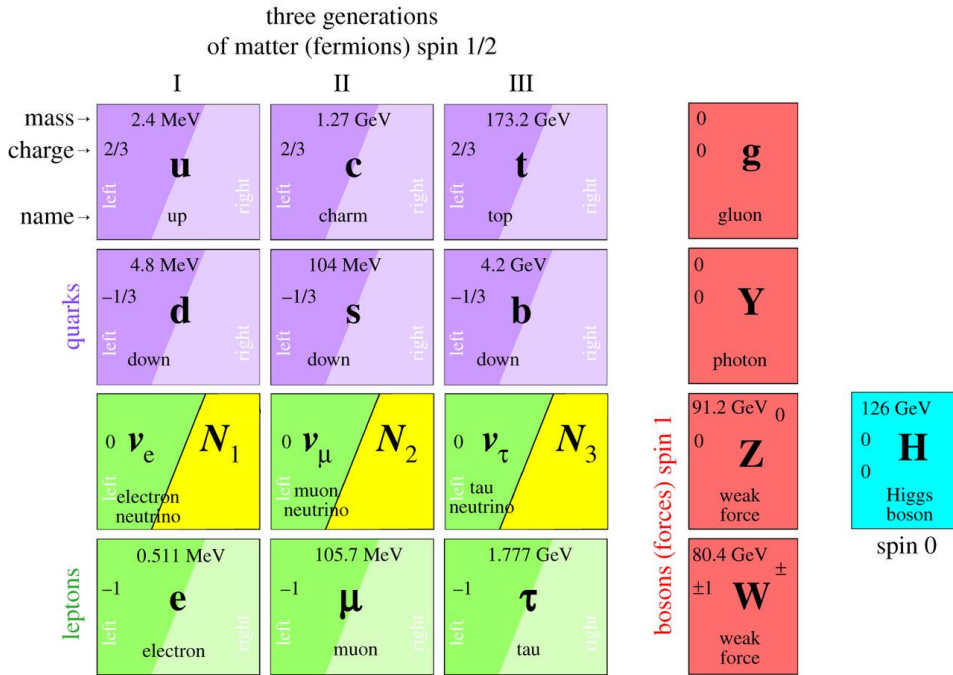 three generations
of matter (fermions) spin 1/2
I II III
mass→ 2.4 MeV 1.27 GeV 173.2 GeV 0
charge→ 2/3 2/3 2/3 0
u c t g
left right left right left right
name→ up charm top gluon
4.8 MeV 104 MeV 4.2 GeV 0
−1/3 −1/3 −1/3 0
d s b Y
quarks
left right left right left right
down down down photon
91.2 GeV 0 126 GeV
0 νe N1 0 νμ N2 0 ντ N3 0 Z 0 H
0
left left left
electron muon tau weak Higgs
neutrino neutrino neutrino force boson
spin 0
0.511 MeV 105.7 MeV 1.777 GeV 80.4 GeV ±
−1 −1 −1 ±1
e μ τ W
leptons
left right left right left right
electron muon tau weak
force
bosons (forces) spin 1